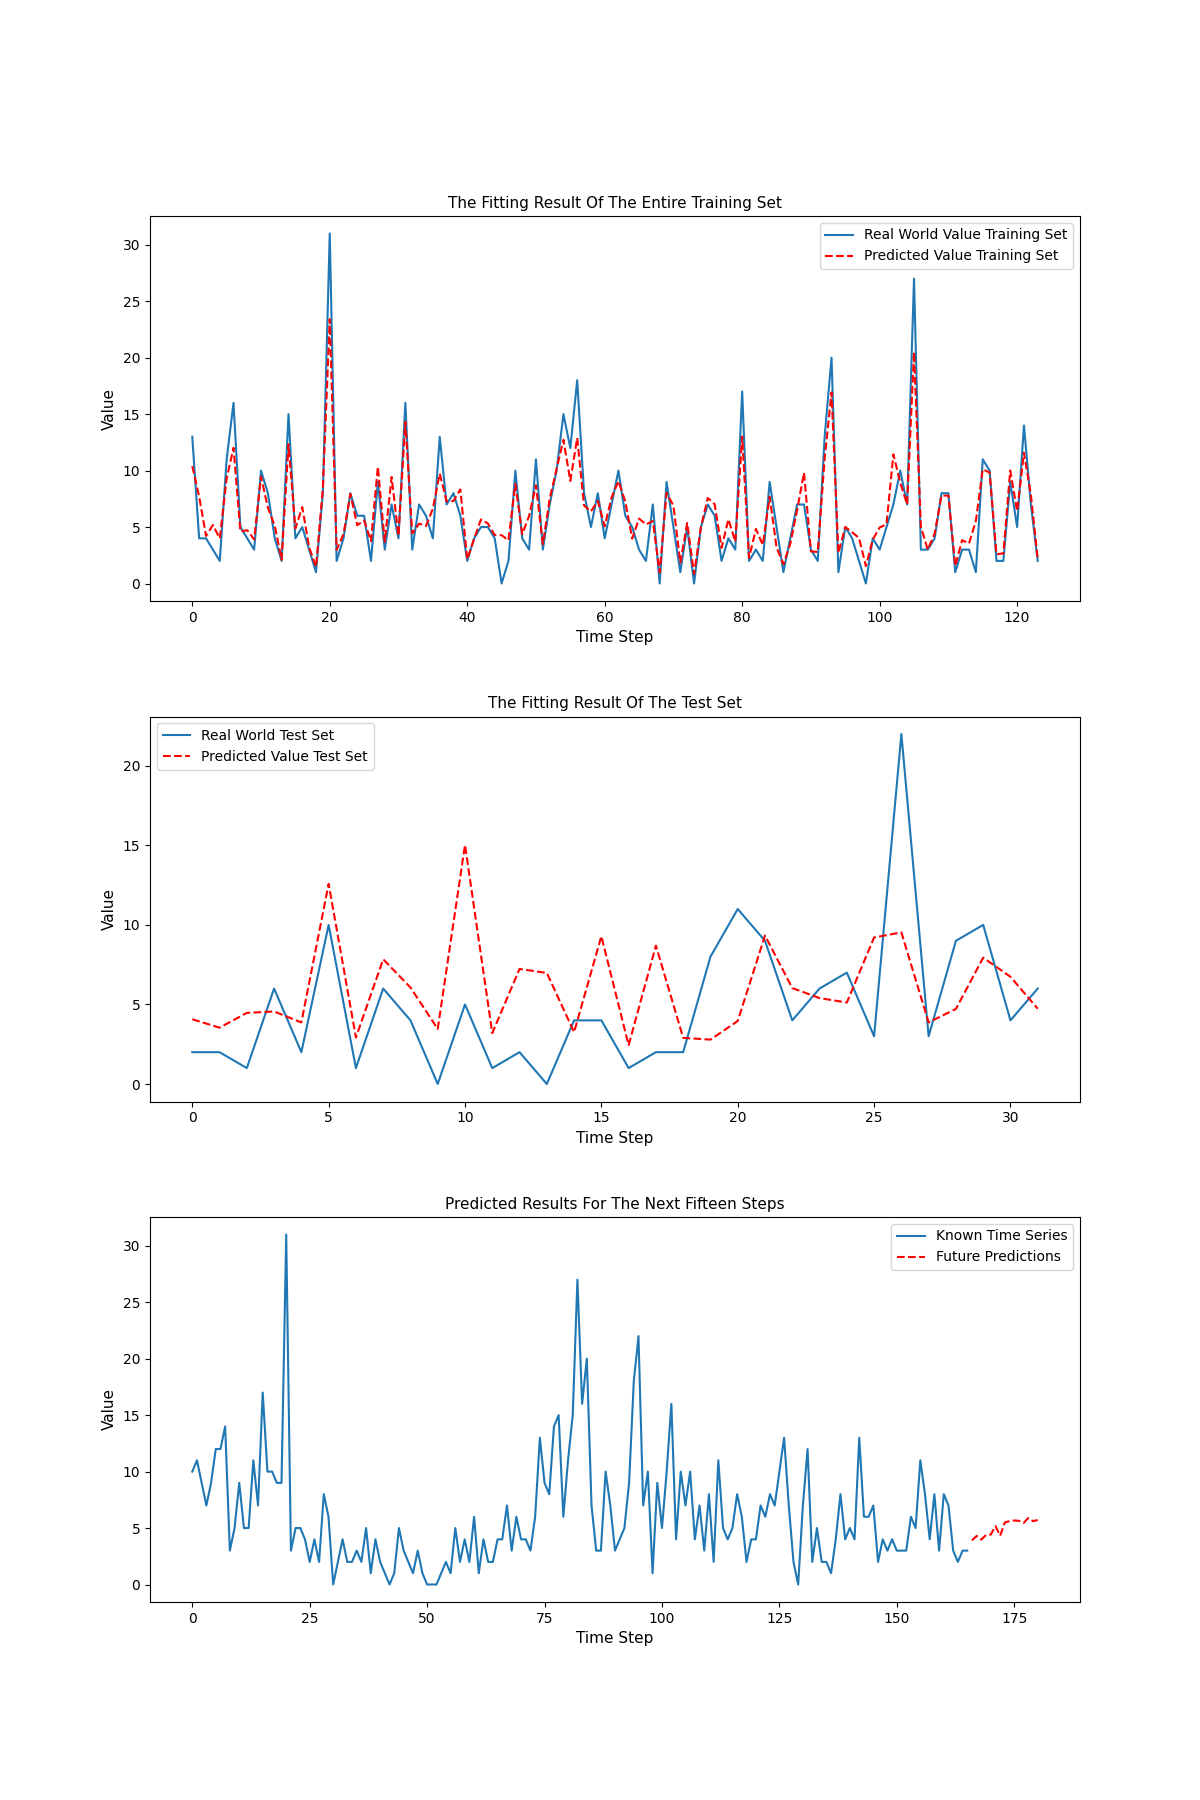 The Fitting Result Of The Entire Training Set
Real World Value Training Set
Predicted Value Training Set
30
25
20
15
10
5
0
Value
0 20 40 60 80 100 120
Time Step
The Fitting Result Of The Test Set
Real World Test Set
Predicted Value Test Set
20
15
10
5
0
Value
0 5 10 15 20 25 30
Time Step
Predicted Results For The Next Fifteen Steps
Known Time Series
Future Predictions
30
25
20
15
10
5
0
Value
0 25 50 75 100 125 150 175
Time Step